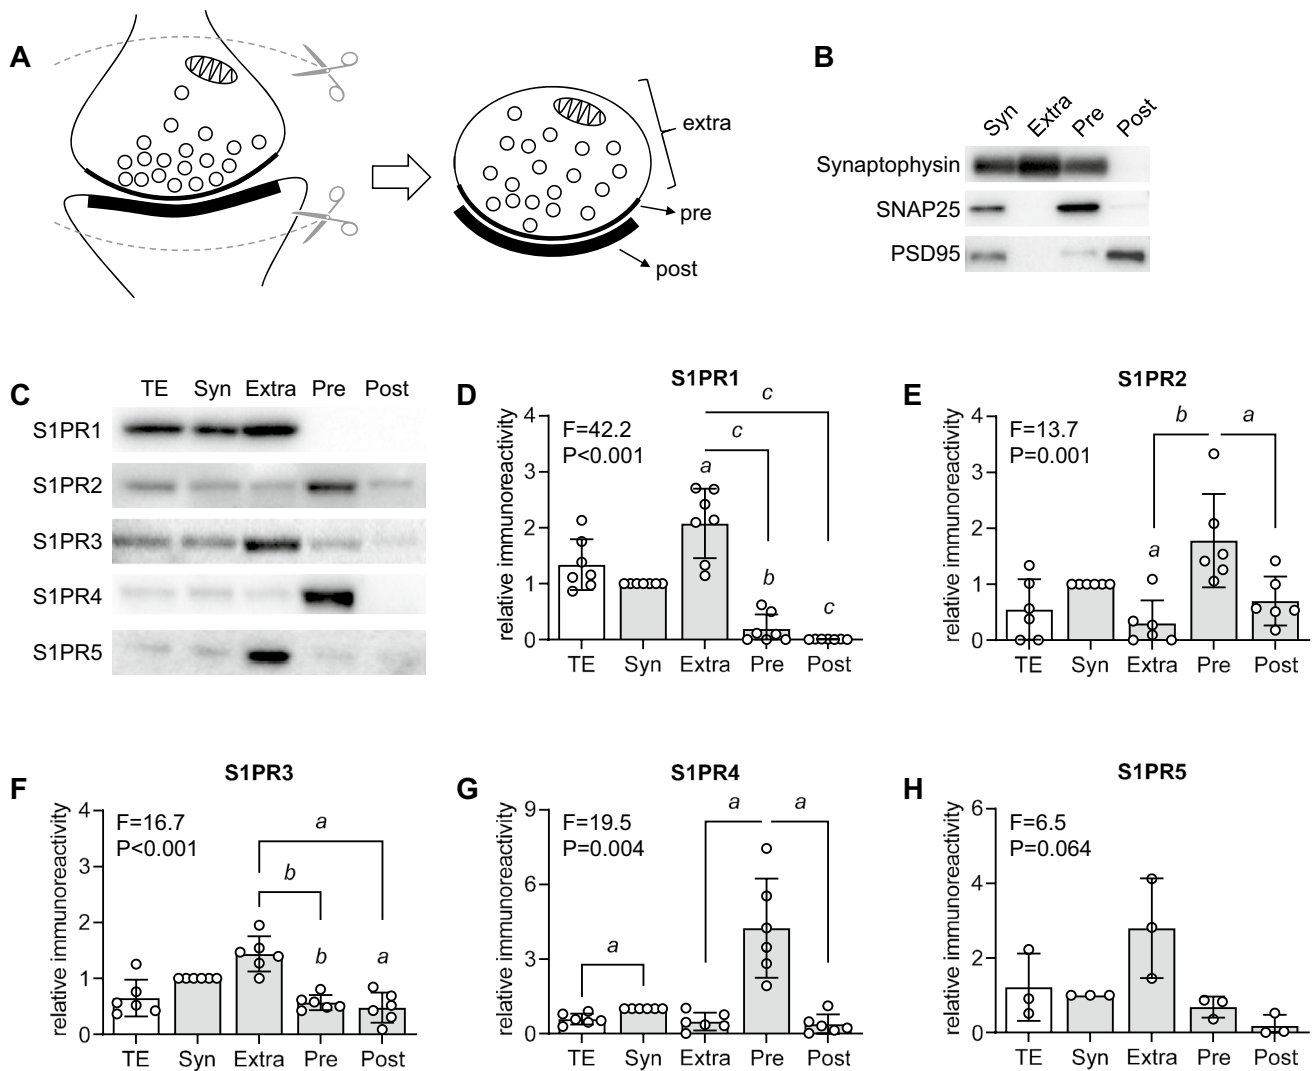 A
extra
pre
post
B
Syn Extra Pre Post
Synaptophysin
SNAP25
PSD95
C
TE Syn Extra Pre Post
S1PR1
S1PR2
S1PR3
S1PR4
S1PR5
D
S1PR1
relative immunoreactivity
4
3
2
1
0
F=42.2
P<0.001
c
c
a
b
c
TE Syn Extra Pre Post
E
S1PR2
relative immunoreactivity
4
3
2
1
0
F=13.7
P=0.001
b a
a
TE Syn Extra Pre Post
F
S1PR3
relative immunoreactivity
4
3
2
1
0
F=16.7
P<0.001
a
b
b a
TE Syn Extra Pre Post
G
S1PR4
relative immunoreactivity
9
6
3
0
F=19.5
P=0.004
a a
a
TE Syn Extra Pre Post
H
S1PR5
relative immunoreactivity
6
4
2
0
F=6.5
P=0.064
TE Syn Extra Pre Post